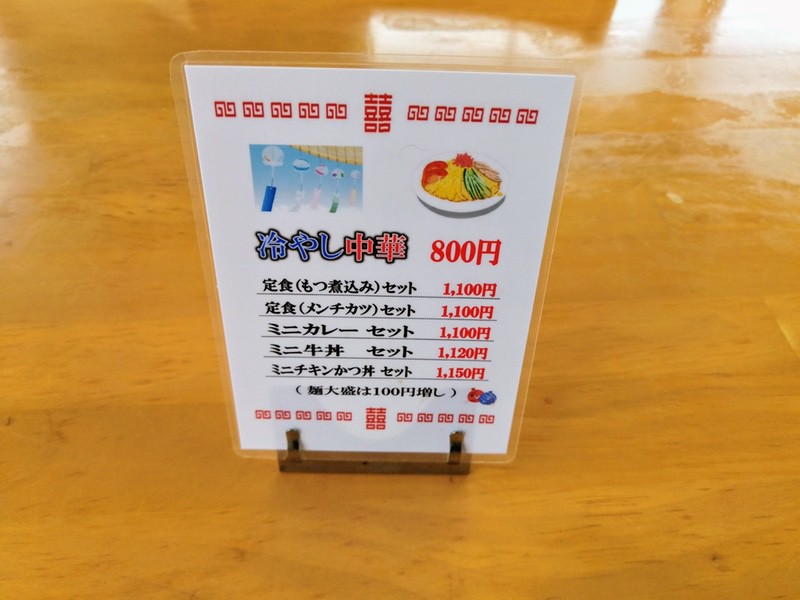 囍
冷やし中華 800円
定食(もつ煮込み)セット 1,100円
定食(メンチカツ)セット 1,100円
ミニカレー セット 1,100円
ミニ牛丼 セット 1,120円
ミニチキンかつ丼 セット 1,150円
( 麺大盛は100円増し )
囍